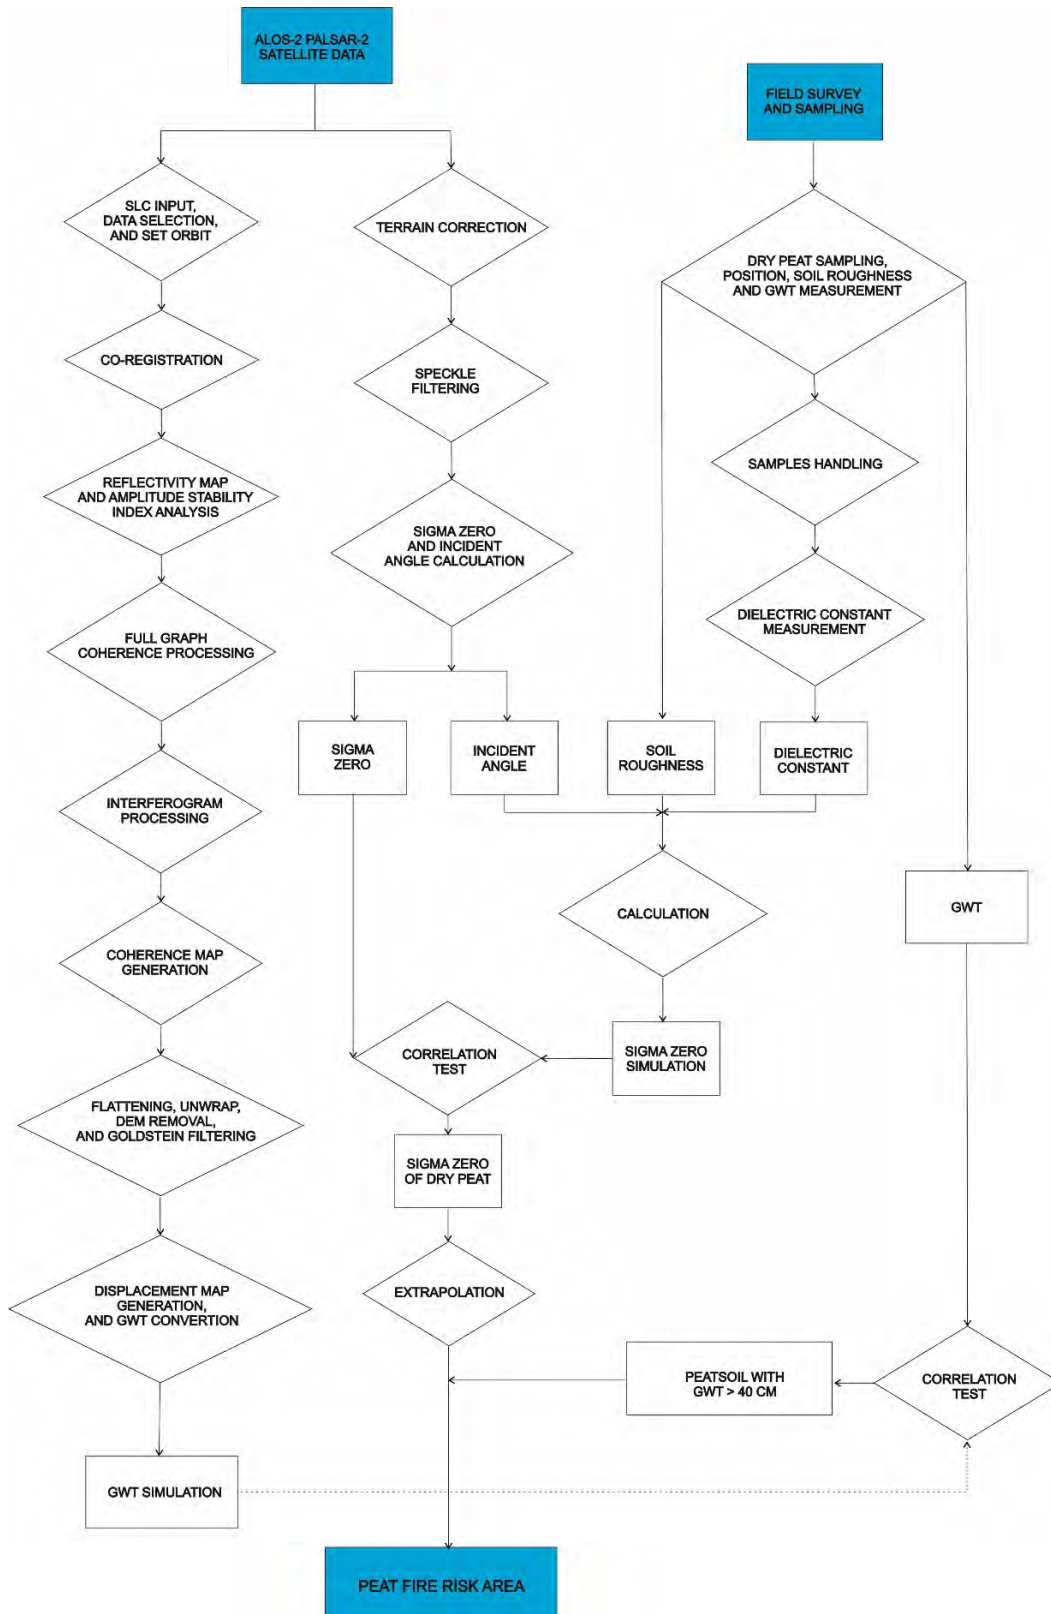 ALOS-2 PALSAR-2
SATELLITE DATA
FIELD SURVEY
AND SAMPLING
SLC INPUT,
DATA SELECTION,
AND SET ORBIT
TERRAIN CORRECTION
DRY PEAT SAMPLING,
POSITION, SOIL ROUGHNESS
AND GWT MEASUREMENT
CO-REGISTRATION
SPECKLE
FILTERING
SAMPLES HANDLING
REFLECTIVITY MAP
AND AMPLITUDE STABILITY
INDEX ANALYSIS
SIGMA ZERO
AND INCIDENT
ANGLE CALCULATION
DIELECTRIC CONSTANT
MEASUREMENT
FULL GRAPH
COHERENCE PROCESSING
SIGMA
ZERO
INCIDENT
ANGLE
SOIL
ROUGHNESS
DIELECTRIC
CONSTANT
INTERFEROGRAM
PROCESSING
CALCULATION
GWT
COHERENCE MAP
GENERATION
CORRELATION
TEST
SIGMA ZERO
SIMULATION
FLATTENING, UNWRAP,
DEM REMOVAL,
AND GOLDSTEIN FILTERING
SIGMA ZERO
OF DRY PEAT
DISPLACEMENT MAP
GENERATION,
AND GWT CONVERTION
EXTRAPOLATION
PEATSOIL WITH
GWT > 40 CM
CORRELATION
TEST
GWT SIMULATION
PEAT FIRE RISK AREA